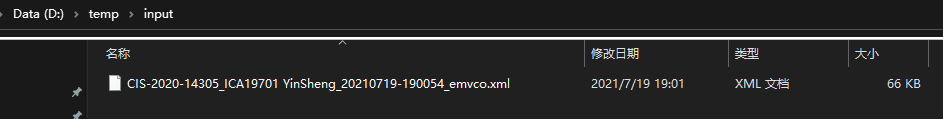 Data (D:) › temp › input
名称 修改日期 类型 大小
CIS-2020-14305_ICA19701 YinSheng_20210719-190054_emvco.xml 2021/7/19 19:01 XML 文档 66 KB